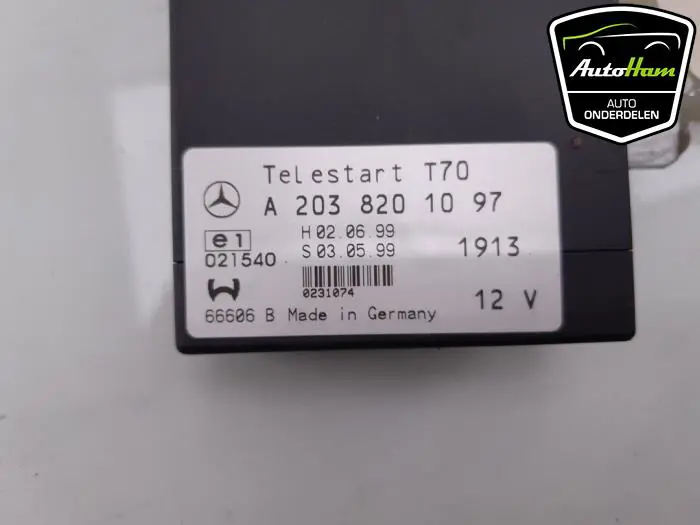 AutoHam
AUTO
ONDERDELEN
Telestart T70
A 203 820 10 97
e1
H 02.06.99
021540
S 03.05.99
1913
0231074
66606 B Made in Germany
12 V